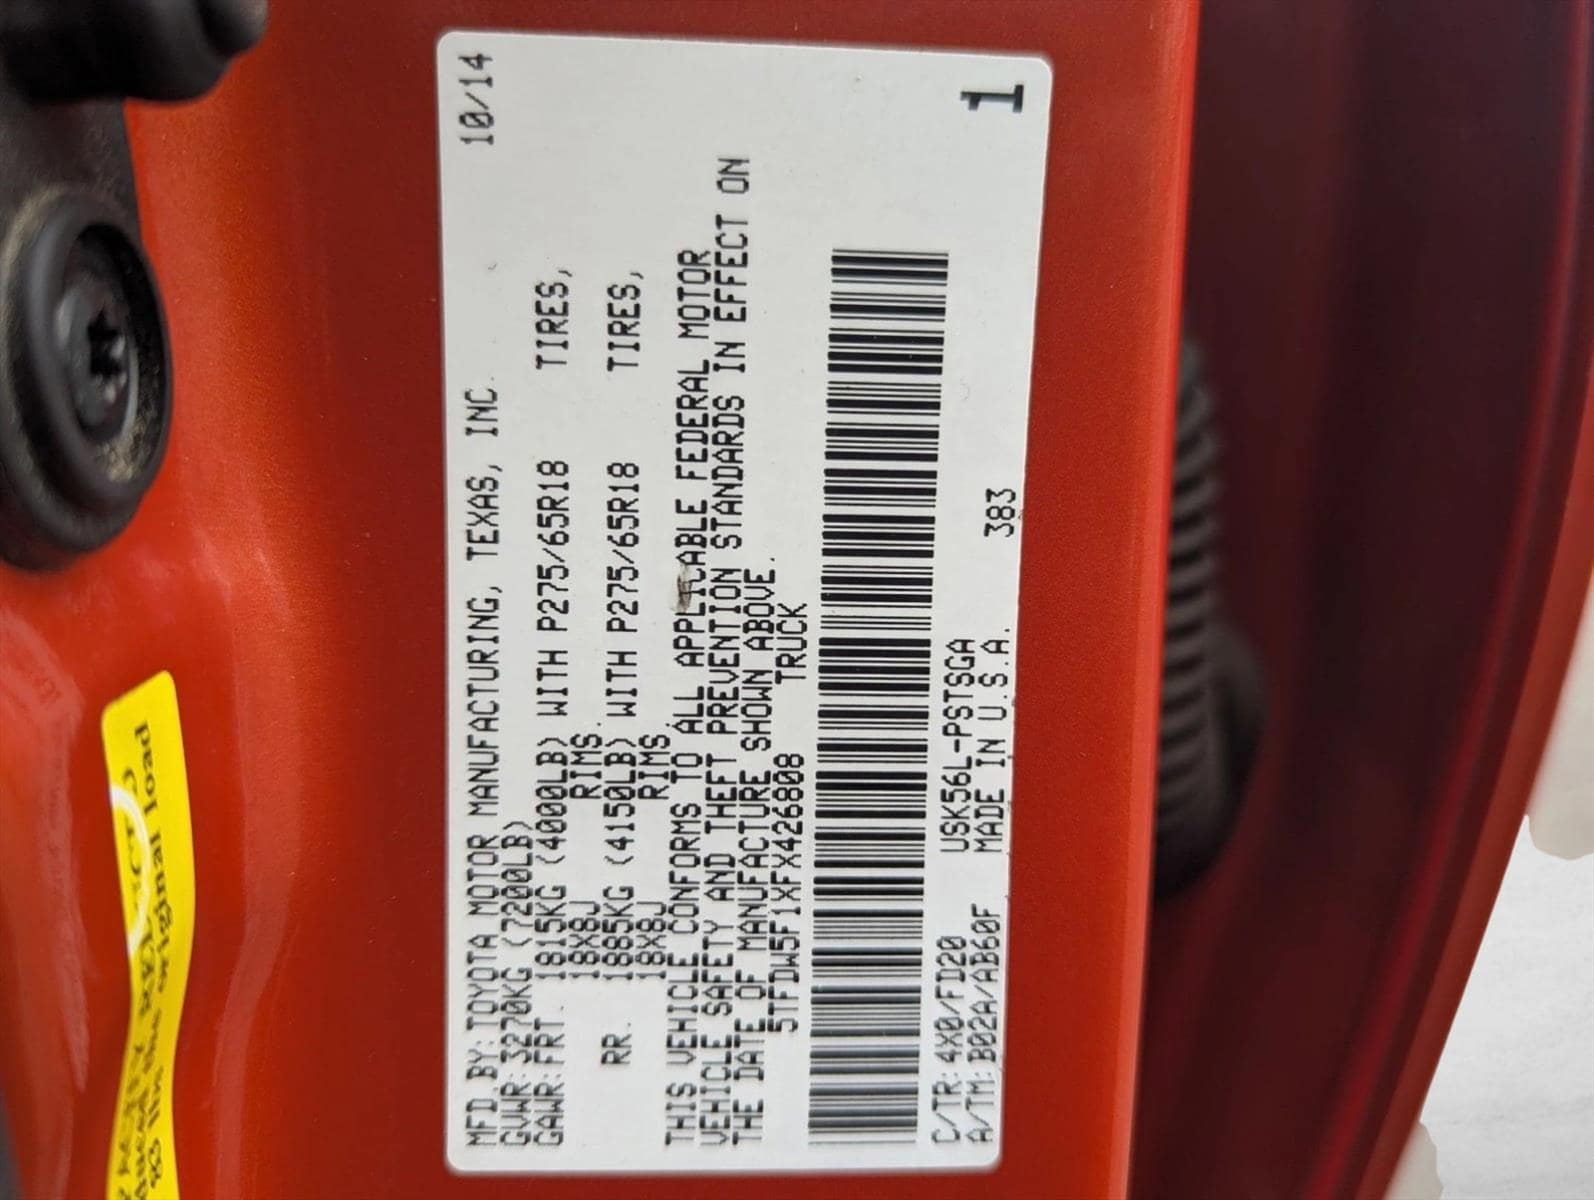 MFD.BY:TOYOTA MOTOR MANUFACTURING, TEXAS, INC. 10/14
GVWR:3270KG (7200LB)
GAWR:FRT. 1815KG (4000LB) WITH P275/65R18 TIRES,
18X8J RIMS.
RR. 1885KG (4150LB) WITH P275/65R18 TIRES,
18X8J RIMS.
THIS VEHICLE CONFORMS TO ALL APPLICABLE FEDERAL MOTOR
VEHICLE SAFETY AND THEFT PREVENTION STANDARDS IN EFFECT ON
THE DATE OF MANUFACTURE SHOWN ABOVE.
5TFDW5F1XFX426808 TRUCK
C/TR:4X0/FD20 USK56L-PSTSGA
A/TM:B02A/AB60F MADE IN U.S.A. 383
1
original load